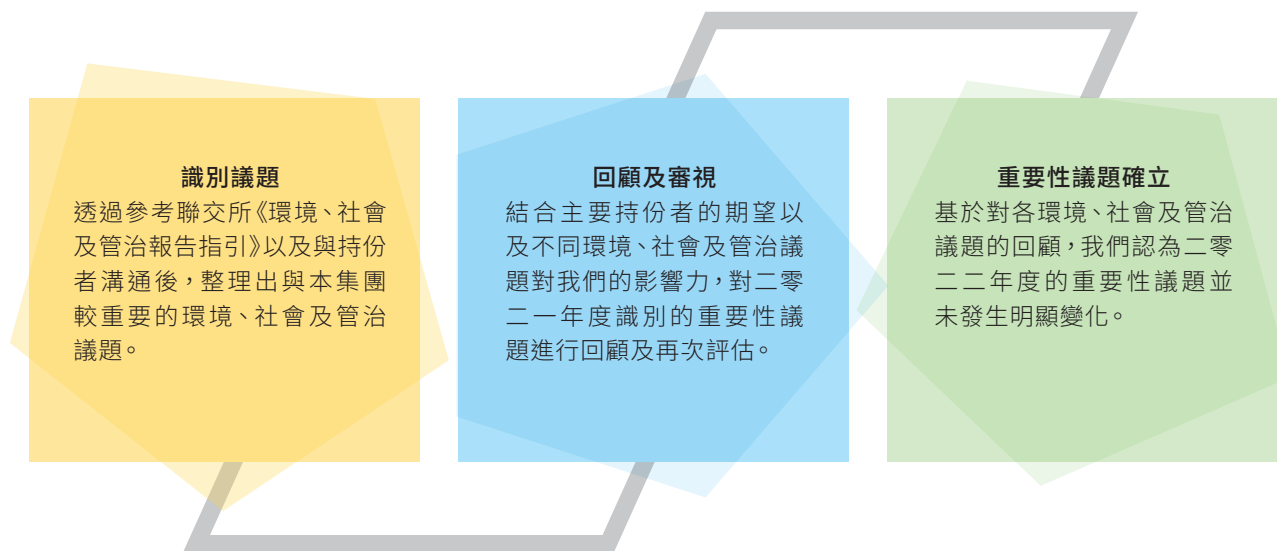 識別議題
透過參考聯交所《環境、社會
及管治報告指引》以及與持份
者溝通後，整理出與本集團
較重要的環境、社會及管治
議題。
回顧及審視
結合主要持份者的期望以
及不同環境、社會及管治議
題對我們的影響力，對二零
二一年度識別的重要性議
題進行回顧及再次評估。
重要性議題確立
基於對各環境、社會及管治
議題的回顧，我們認為二零
二二年度的重要性議題並
未發生明顯變化。